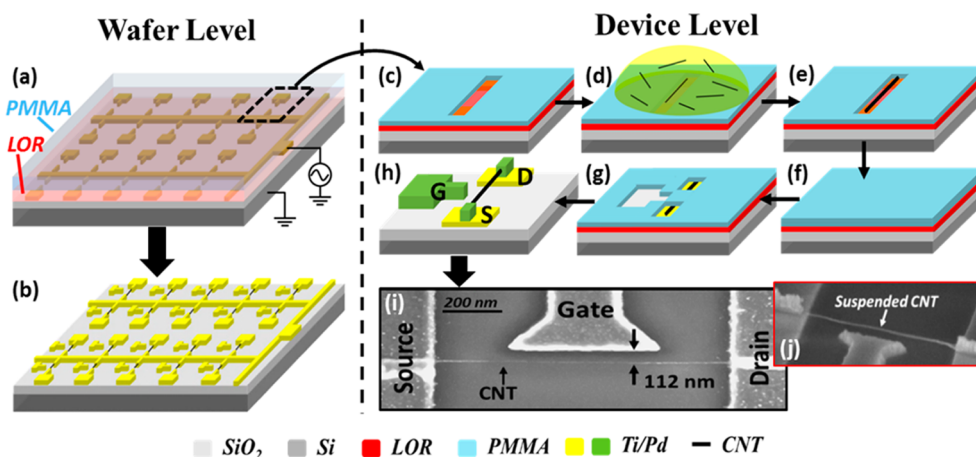 Wafer Level
Device Level
(a)
PMMA
LOR
(b)
(c)
(d)
(e)
(f)
(g)
(h)
G
D
S
(i)
200 nm
Gate
Source
Drain
CNT
112 nm
Suspended CNT
(j)
SiO2 Si LOR PMMA Ti/Pd CNT